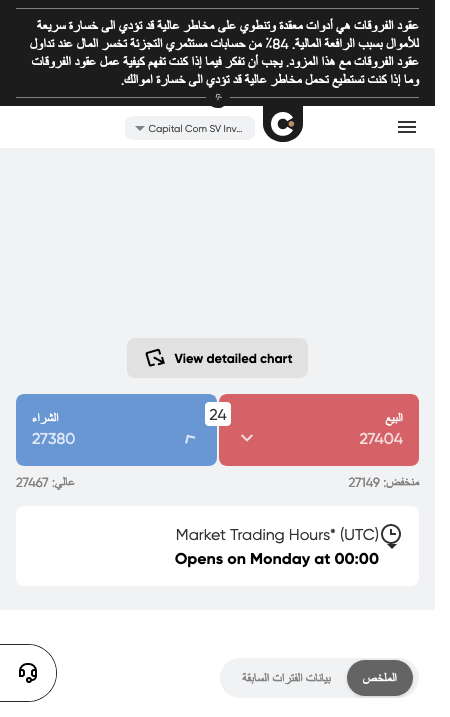 عقود الفروقات هي أدوات معقدة وتنطوي على مخاطر عالية قد تؤدي الى خسارة سريعة
للأموال بسبب الرافعة المالية. 84٪ من حسابات مستثمري التجزئة تخسر المال عند تداول
عقود الفروقات مع هذا المزود. يجب أن تفكر فيما إذا كنت تفهم كيفية عمل عقود الفروقات
وما إذا كنت تستطيع تحمل مخاطر عالية قد تؤدي الى خسارة اموالك.
Capital Com SV Inv...
View detailed chart
البيع
27404
24
الشراء
27380
منخفض: 27149
عالي: 27467
Market Trading Hours* (UTC)
Opens on Monday at 00:00
الملخص
بيانات الفترات السابقة